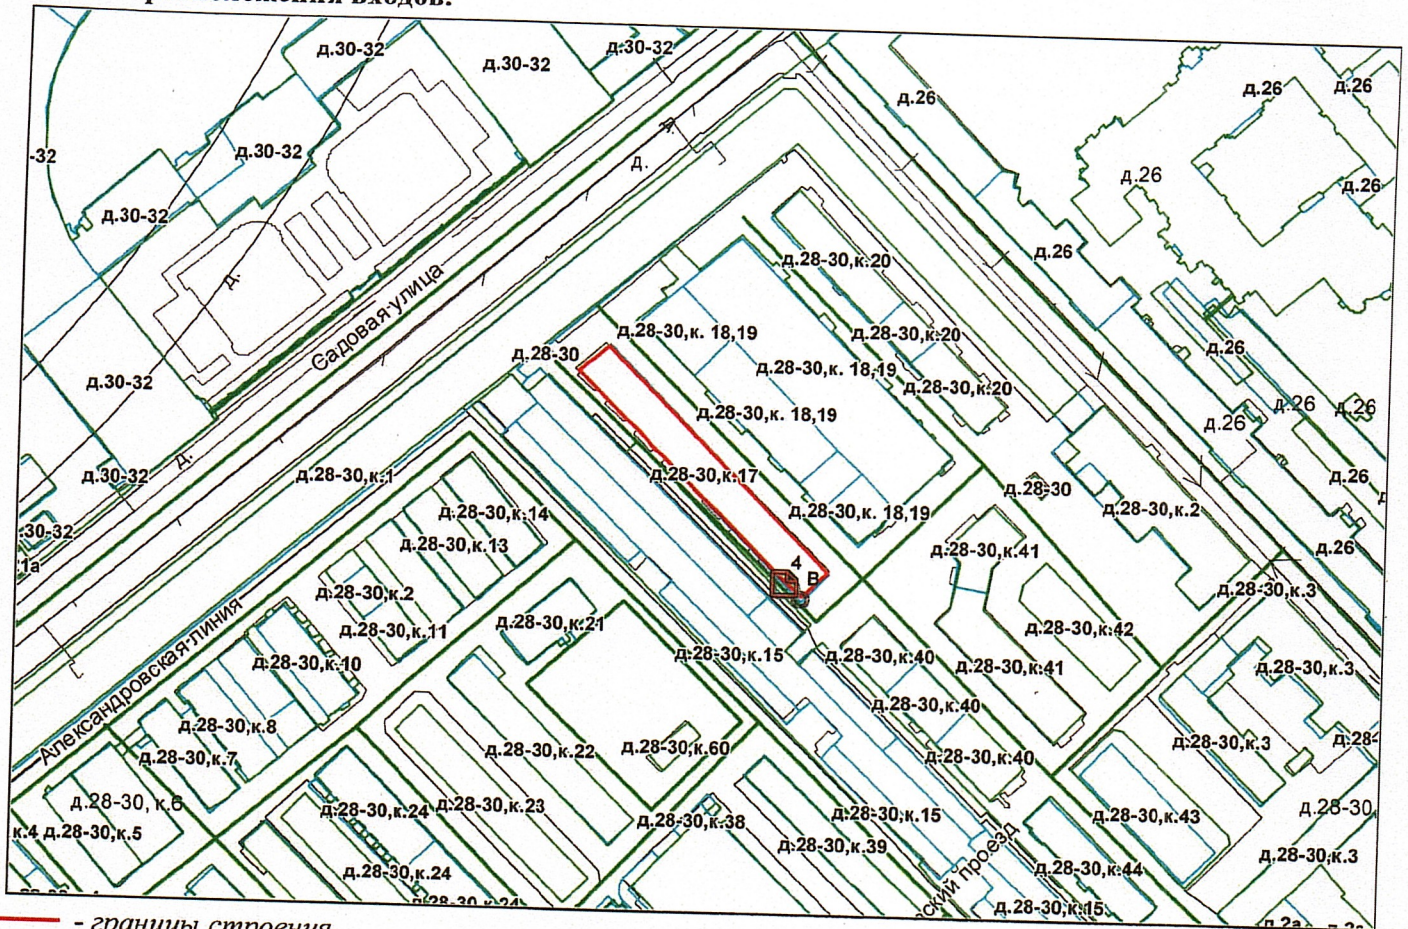 д.30-32
д.30-32
д.30-32
д.26
д.26
д.26
-32
д.30-32
д.
д.
д.26
д.26
д.30-32
д.26
д.28-30,к.20
д.
Садовая улица
д.28-30,к. 18,19
д.28-30,к.20
д.26
д.28-30
д.28-30,к. 18,19
д.28-30,к.20
д.30-32
д.28-30,к. 18,19
д.26
д.26
д.26
д.
д.30-32
д.28-30,к.1
д.28-30,к.17
д.28-30
д.26
д.28-30,к.14
д.28-30,к. 18,19
д.28-30,к.2
30-32
д.28-30,к.13
д.28-30,к.41
д.26
1а
4
В
д.28-30,к.2
д.28-30,к.3
д.28-30,к.11
д.28-30,к.21
д.28-30,к.42
Александровская линия
д.28-30,к.10
д.28-30,к.15
д.28-30,к.40
д.28-30,к.41
д.28-30,к.3
д.28-30,к.8
д.28-30,к.40
д.28-30,к.7
д.28-30,к.22
д.28-30,к.60
д.28-30,к.40
д.28-30,к.3
д.28-
д.28-30, к.6
д.28-30,к.24
д.28-30,к.23
д.28-30,к.38
д.28-30,к.15
д.28-30,к.43
д.28-30
к.4
д.28-30,к.5
д.28-30,к.39
д.28-30,к.3
д.28-30,к.24
ский проезд
д.28-30,к.44
д.28-30,к.24
д.28-30,к.15
д.2а
- границы строения